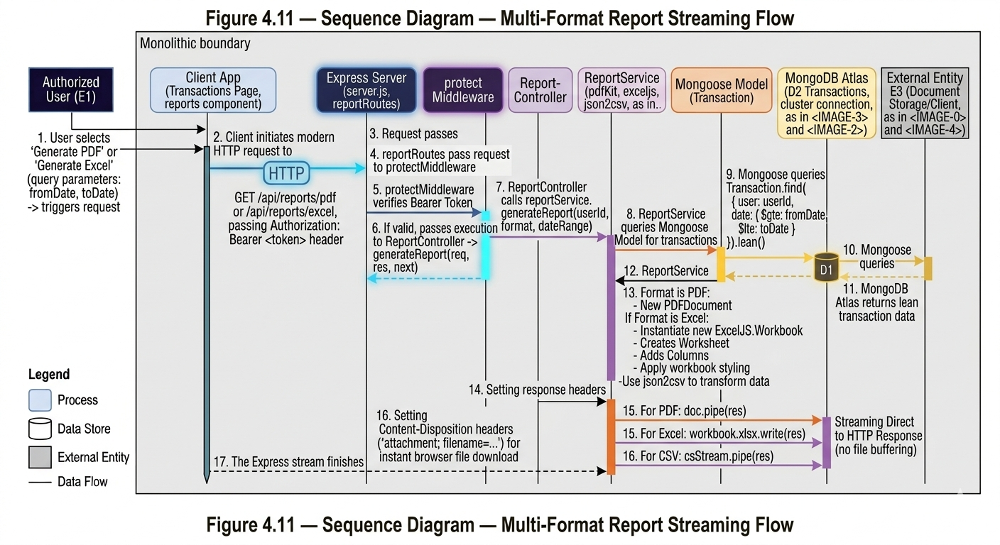 Figure 4.11 — Sequence Diagram — Multi-Format Report Streaming Flow
Monolithic boundary
Authorized
User (E1)
Client App
(Transactions Page,
reports component)
Express Server
(server.js,
reportRoutes)
protect
Middleware
Report-
Controller
ReportService
(pdfKit, exceljs,
json2csv, as in..
Mongoose Model
(Transaction)
MongoDB Atlas
(D2 Transactions,
cluster connection,
as in <IMAGE-3>
and <IMAGE-2>)
External Entity
E3 (Document
Storage/Client,
as in <IMAGE-0>
and <IMAGE-4>)
1. User selects
'Generate PDF' or
'Generate Excel'
(query parameters:
fromDate, toDate)
-> triggers request
2. Client initiates modern
HTTP request to
HTTP
GET /api/reports/pdf
or /api/reports/excel,
passing Authorization:
Bearer <token> header
3. Request passes
4. reportRoutes pass request
to protectMiddleware
5. protectMiddleware
verifies Bearer Token
6. If valid, passes execution
to ReportController ->
generateReport(req,
res, next)
7. ReportController
calls reportService.
generateReport(userId,
format, dateRange)
8. ReportService
queries Mongoose
Model for transactions
9. Mongoose queries
Transaction.find(
{ user: userId,
date: { $gte: fromDate,
$lte: toDate }
}).lean()
D1
10. Mongoose
queries
11. MongoDB
Atlas returns lean
transaction data
12. ReportService
13. Format is PDF:
- New PDFDocument
If Format is Excel:
- Instantiate new ExcelJS.Workbook
- Creates Worksheet
- Adds Columns
- Apply workbook styling
-Use json2csv to transform data
14. Setting response headers
15. For PDF: doc.pipe(res)
15. For Excel: workbook.xlsx.write(res)
16. For CSV: csStream.pipe(res)
Streaming Direct
to HTTP Response
(no file buffering)
16. Setting
Content-Disposition headers
('attachment; filename=...') for
instant browser file download
17. The Express stream finishes
Legend
Process
Data Store
External Entity
Data Flow
Figure 4.11 — Sequence Diagram — Multi-Format Report Streaming Flow